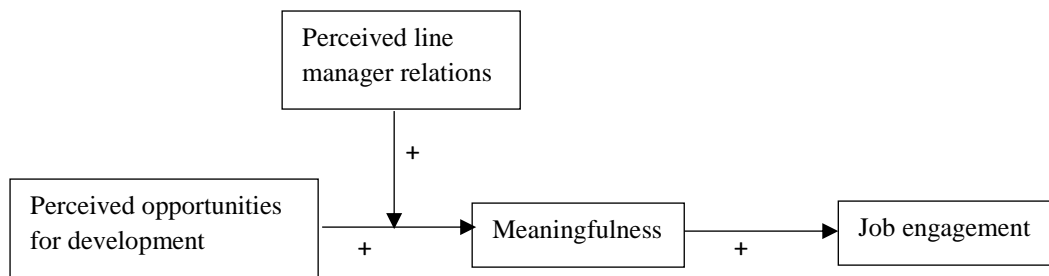 Perceived line
manager relations
+
Perceived opportunities
for development
+
Meaningfulness
+
Job engagement